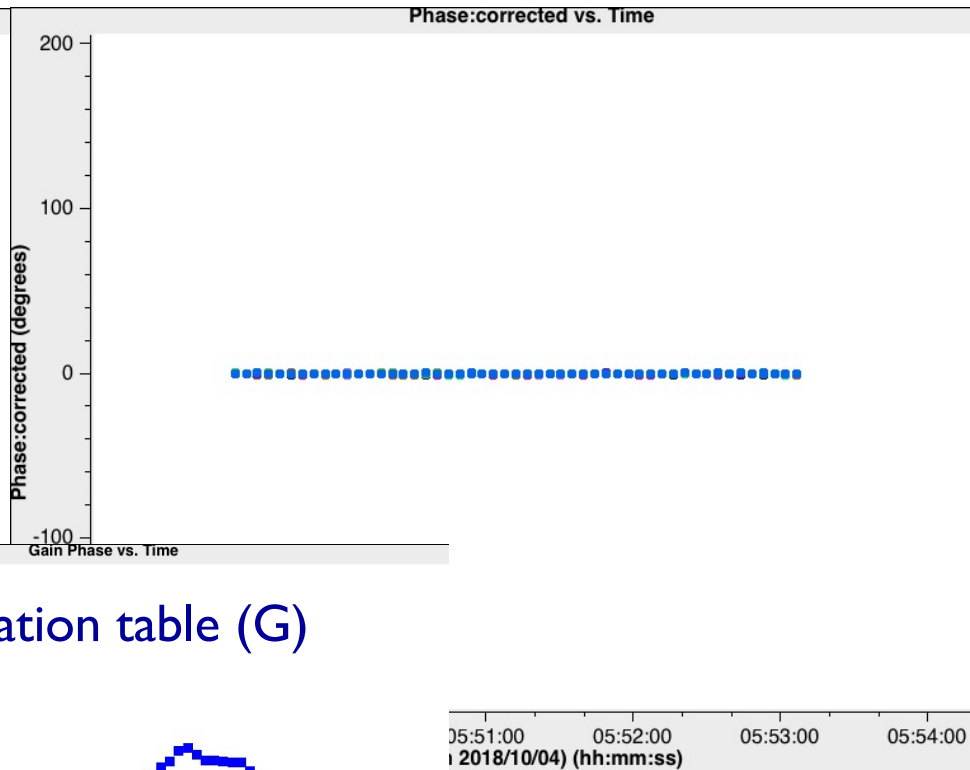 Phase:corrected vs. Time
200
100
0
-100
Phase:corrected (degrees)
Gain Phase vs. Time
ation table (G)
05:51:00 05:52:00 05:53:00 05:54:00
2018/10/04) (hh:mm:ss)